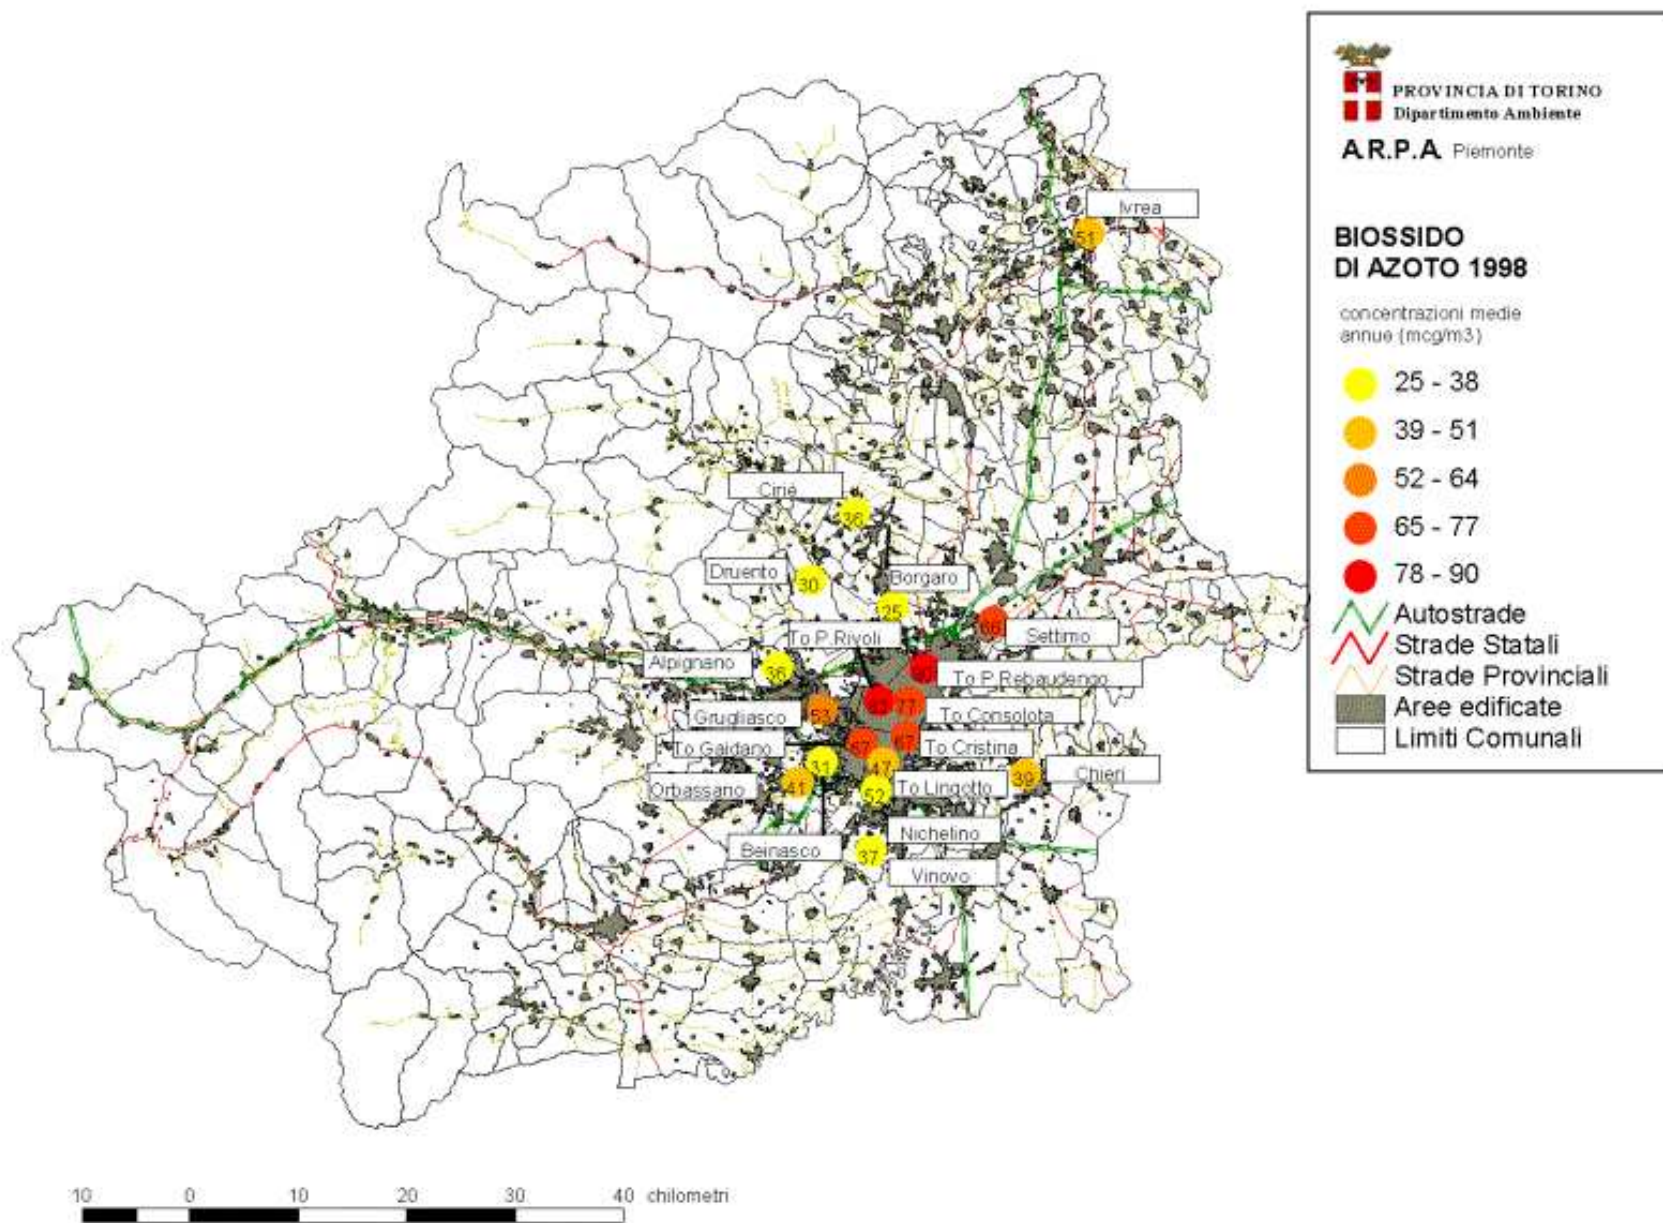 PROVINCIA DI TORINO
Dipartimento Ambiente
A.R.P.A. Piemonte
BIOSSIDO
DI AZOTO 1998
concentrazioni medie
annue (mcg/m3)
25 - 38
39 - 51
52 - 64
65 - 77
78 - 90
Autostrade
Strade Statali
Strade Provinciali
Aree edificate
Limiti Comunali
Ivrea
51
Cirié
36
Druento
30
Borgaro
25
To P.Rivoli
66
Settimo
Alpignano
36
To P.Rebaudengo
Grugliasco
53
77
To Consolota
To Gaidano
67
67
To Cristina
31
47
Orbassano
41
To Lingotto
39
Chieri
52
Nichelino
Beinasco
37
Vinovo
10 0 10 20 30 40 chilometri